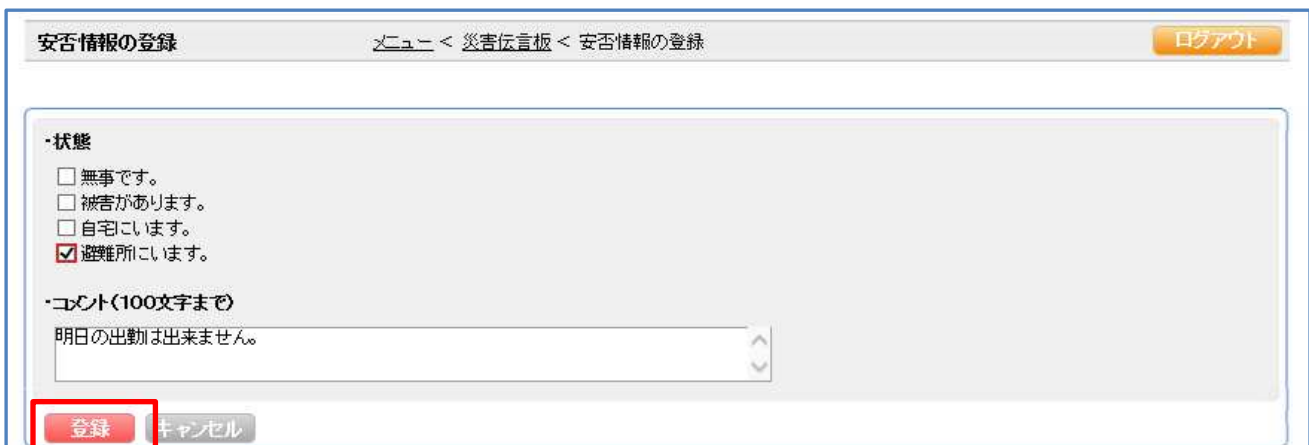 安否情報の登録 メニュー < 災害伝言板 < 安否情報の登録 ログアウト
・状態
無事です。
被害があります。
自宅にいます。
避難所にいます。
・コメント(100文字まで)
明日の出勤は出来ません。
登録 キャンセル